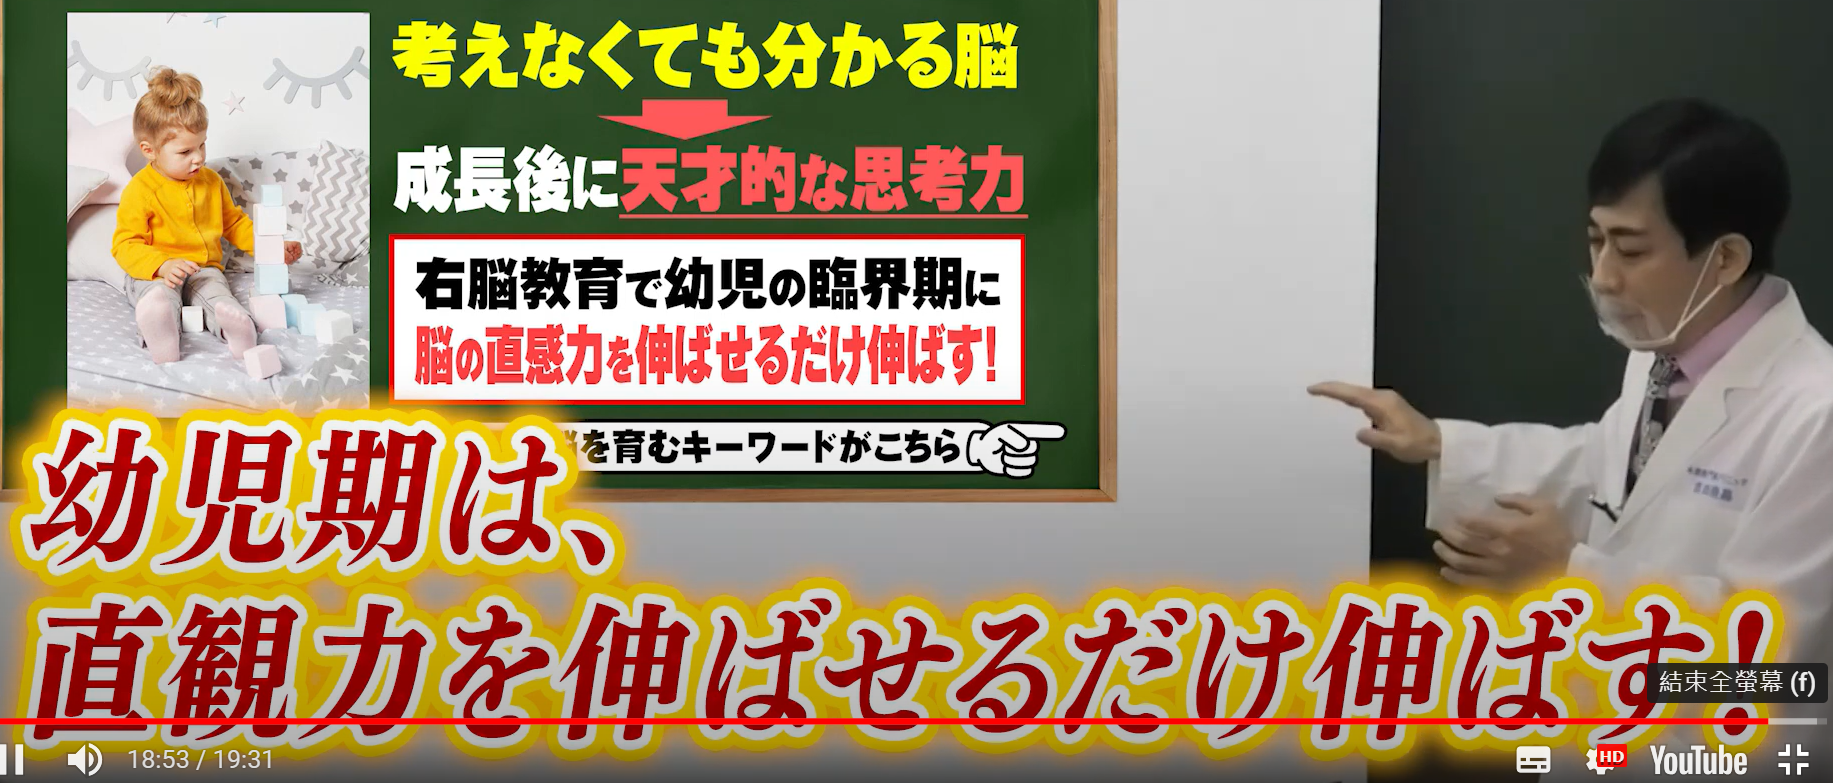 考えなくても分かる脳
成長後に天才的な思考力
右脳教育で幼児の臨界期に
脳の直感力を伸ばせるだけ伸ばす!
脳を育むキーワードがこちら
幼児期は、
直観力を伸ばせるだけ伸ばす!
結束全螢幕 (f)
18:53 / 19:31
HD
YouTube